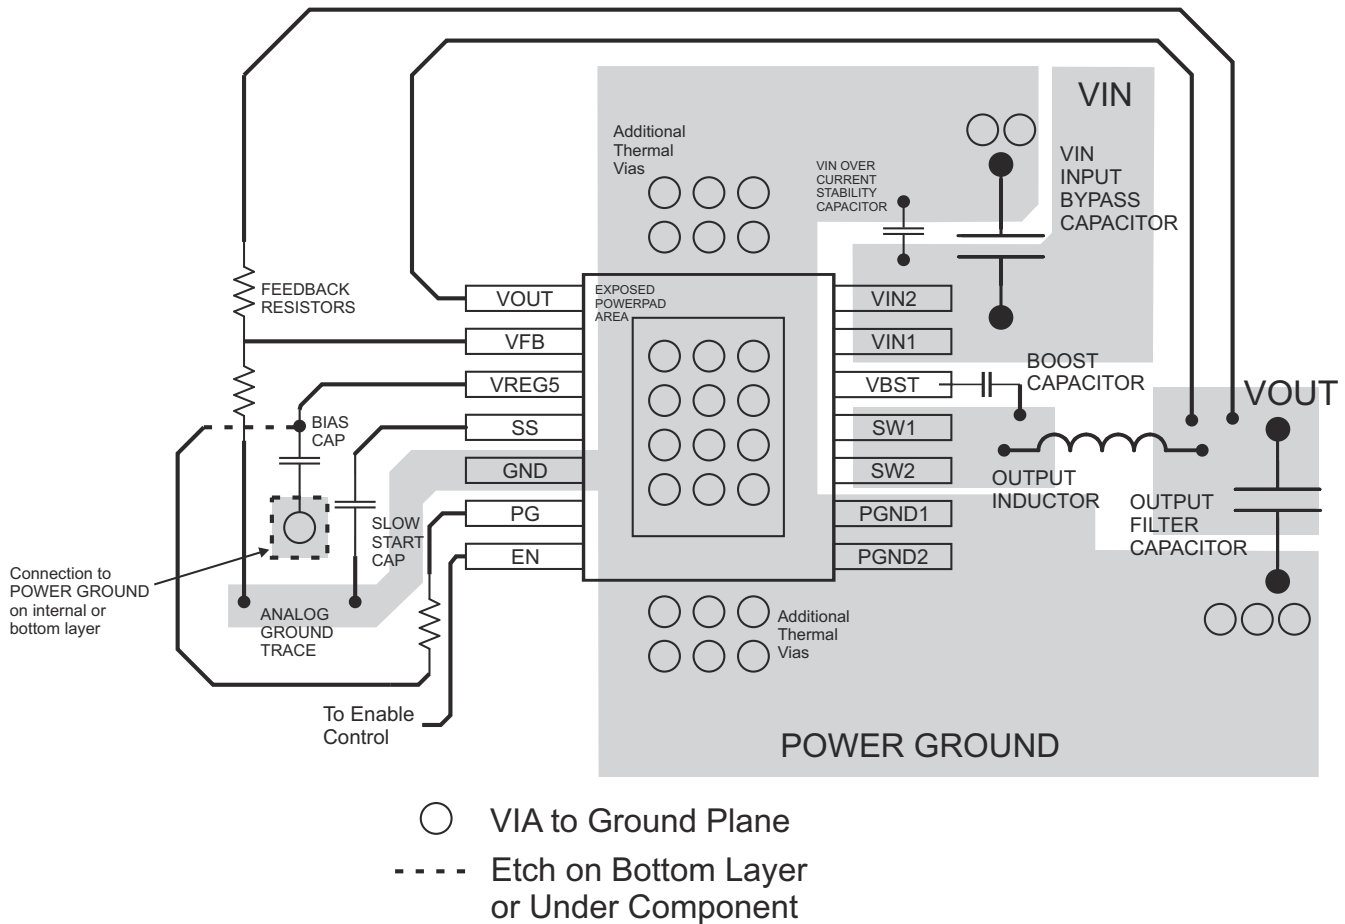 VIN
Additional
Thermal
Vias
VIN OVER
CURRENT
STABILITY
CAPACITOR
VIN
INPUT
BYPASS
CAPACITOR
FEEDBACK
RESISTORS
EXPOSED
POWERPAD
AREA
VOUT
VFB
VREG5
SS
GND
PG
EN
VIN2
VIN1
VBST
SW1
SW2
PGND1
PGND2
BOOST
CAPACITOR
VOUT
BIAS
CAP
OUTPUT
INDUCTOR
OUTPUT
FILTER
CAPACITOR
SLOW
START
CAP
Connection to
POWER GROUND
on internal or
bottom layer
ANALOG
GROUND
TRACE
Additional
Thermal
Vias
To Enable
Control
POWER GROUND
VIA to Ground Plane
Etch on Bottom Layer
or Under Component